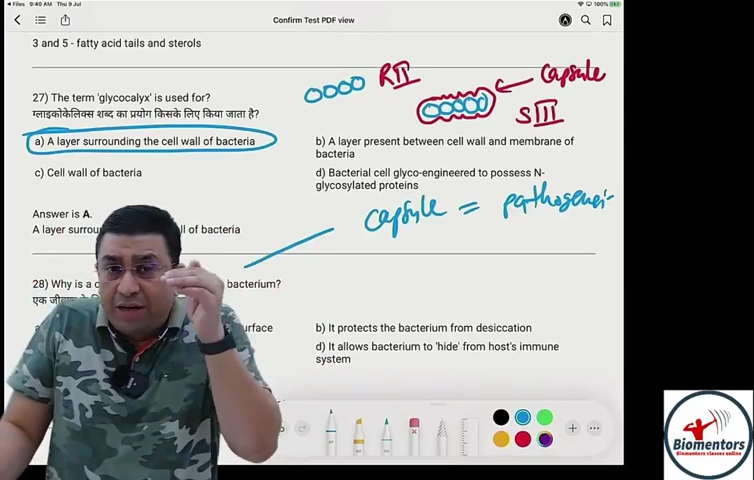 Files 9:40 AM Thu 9 Jul
100%
Confirm Test PDF view
3 and 5 - fatty acid tails and sterols
RII
capsule
SIII
27) The term 'glycocalyx' is used for?
ग्लाइकोकेलिक्स शब्द का प्रयोग किसके लिए किया जाता है?
a) A layer surrounding the cell wall of bacteria
b) A layer present between cell wall and membrane of
bacteria
c) Cell wall of bacteria
d) Bacterial cell glyco-engineered to possess N-
glycosylated proteins
capsule = pathogeni
Answer is A.
A layer surrou ll of bacteria
28) Why is a c bacterium?
एक
rface
b) It protects the bacterium from desiccation
d) It allows bacterium to 'hide' from host's immune
system
Biomentors
Biomentors classes online